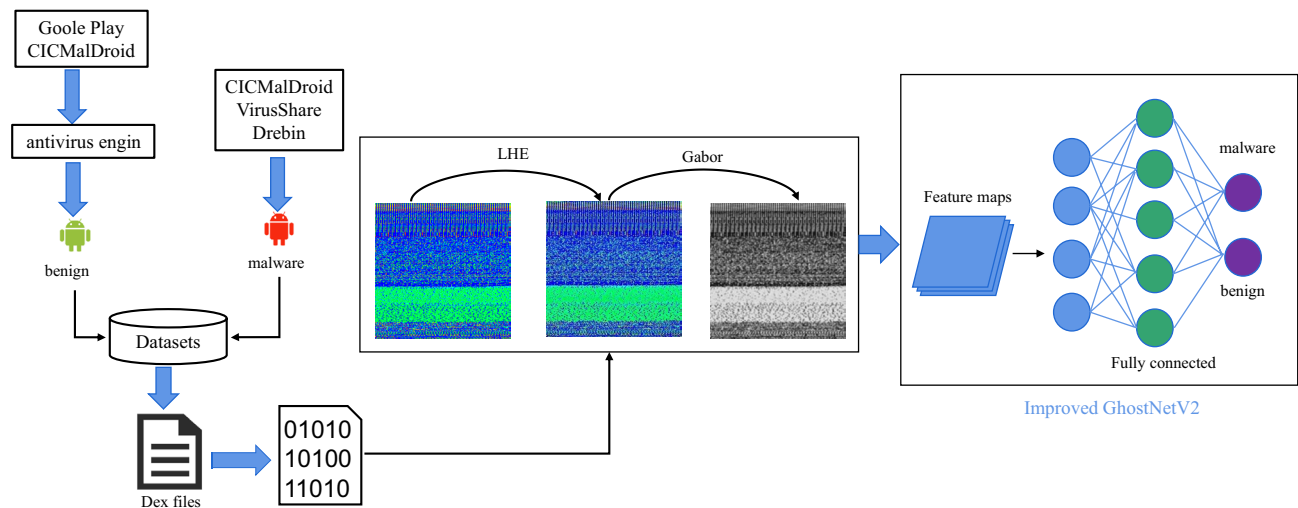 Goole Play
CICMalDroid
antivirus engin
benign
CICMalDroid
VirusShare
Drebin
malware
Datasets
Dex files
01010
10100
11010
LHE
Gabor
Feature maps
malware
benign
Fully connected
Improved GhostNetV2